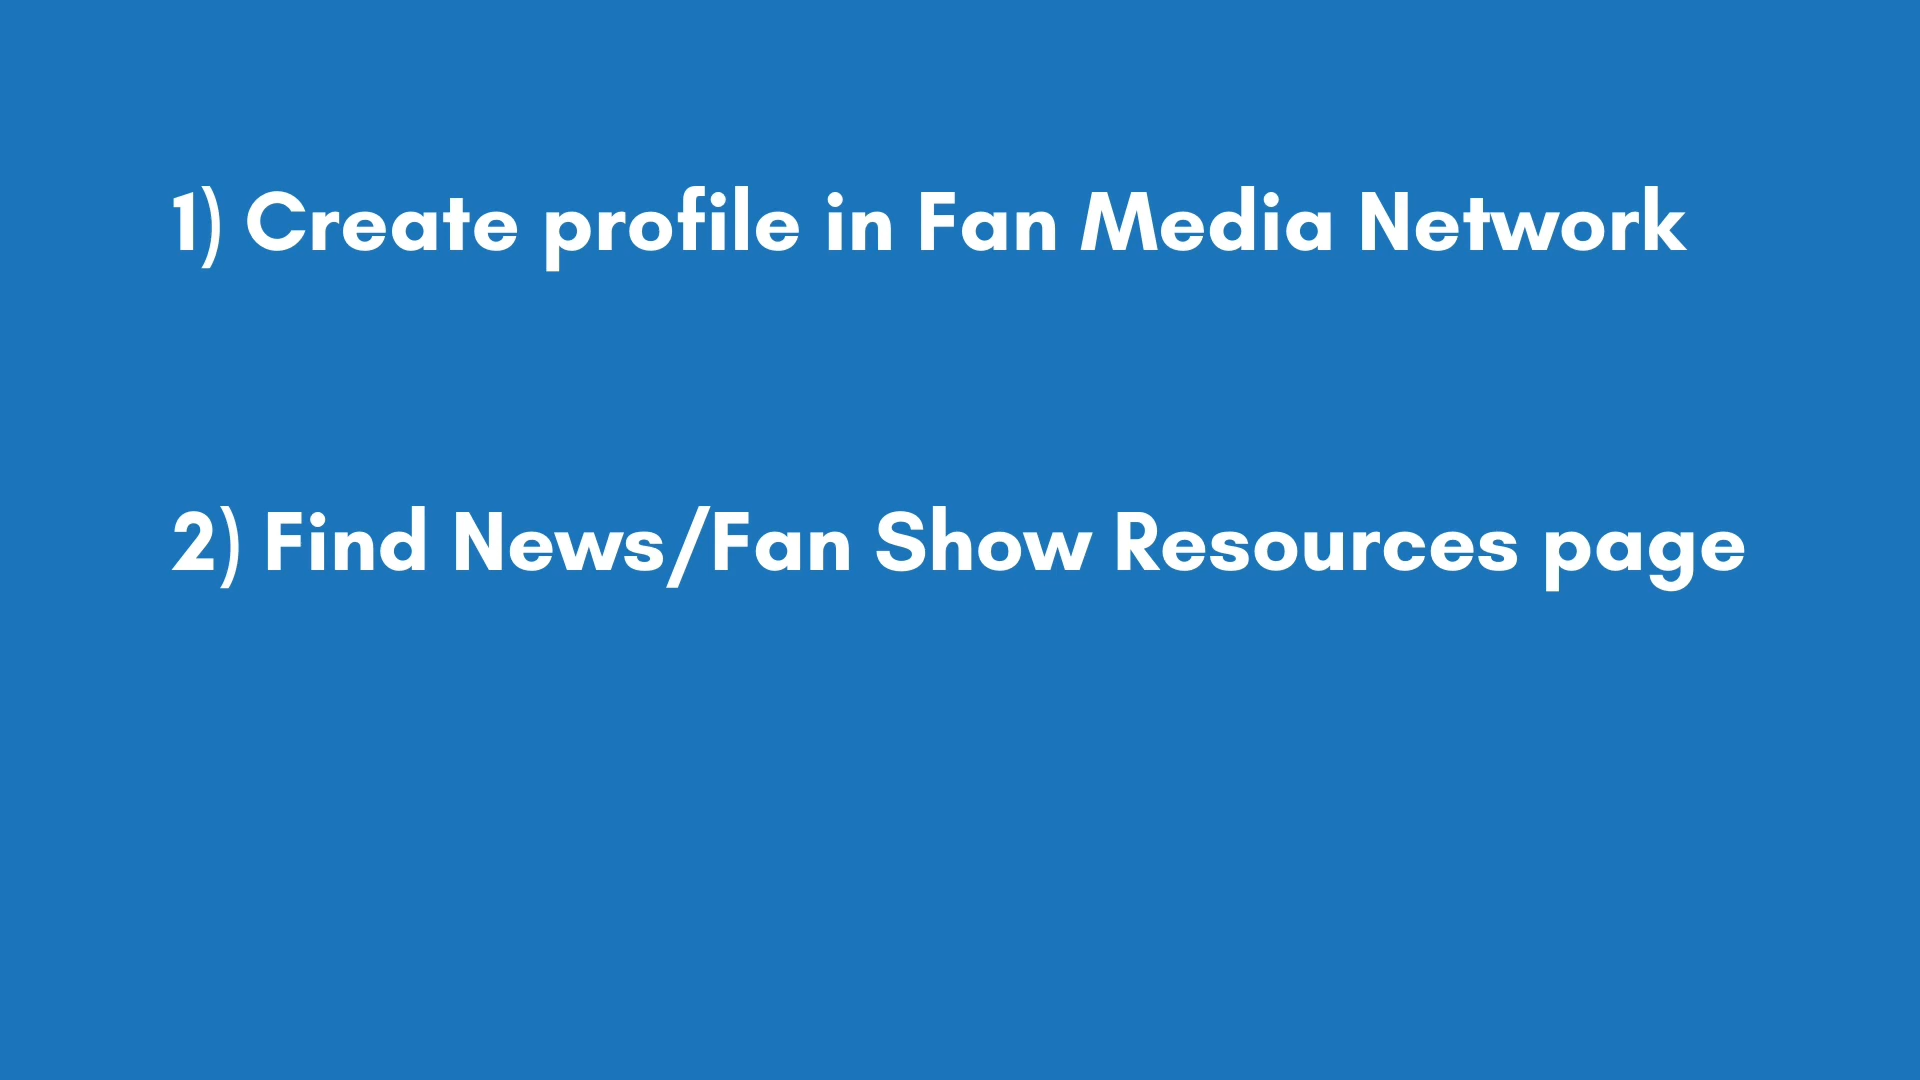 1) Create profile in Fan Media Network
2) Find News/Fan Show Resources page